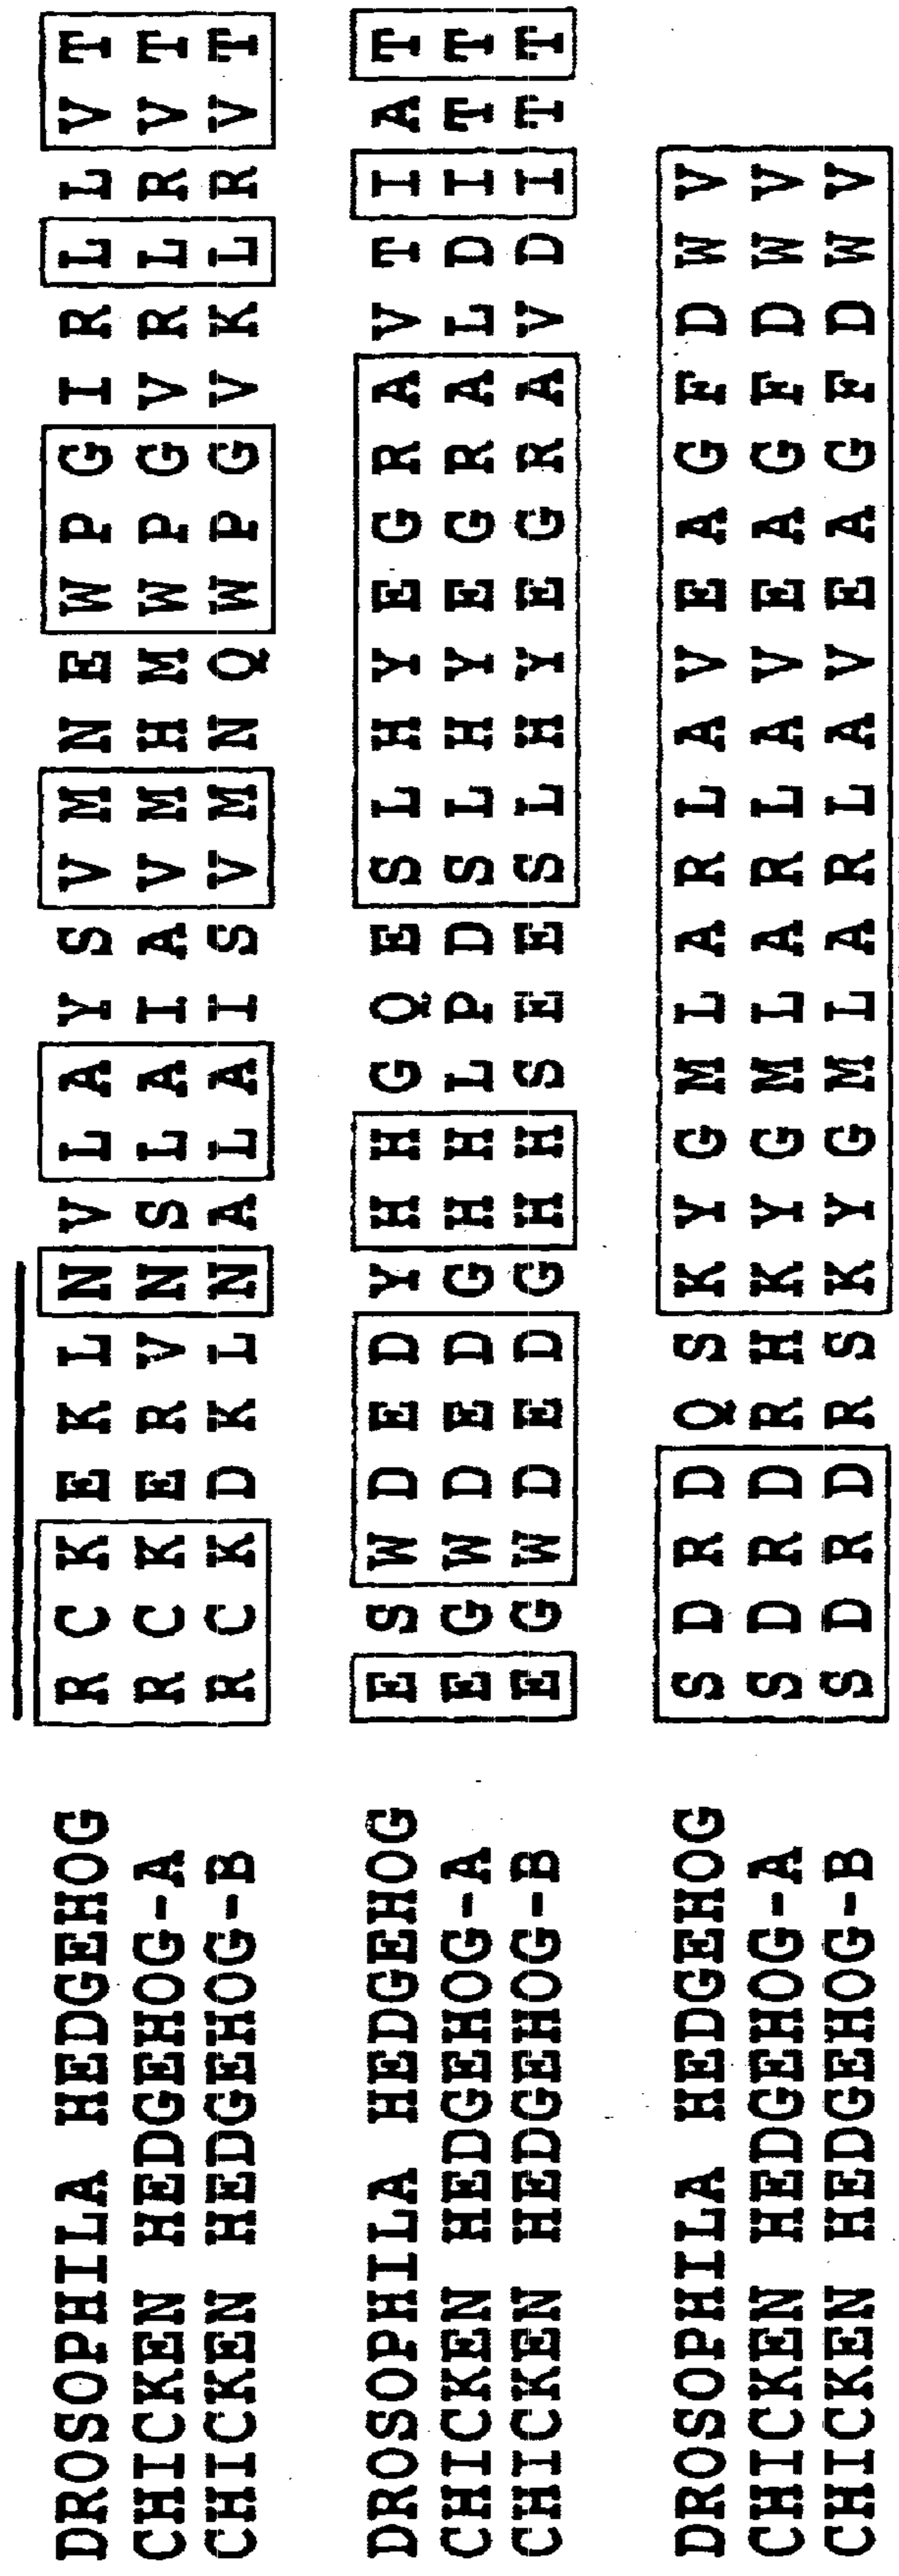 DROSOPHILA HEDGEHOG R C K E K L N V L A Y S V M N E W P G I R L L V T
CHICKEN HEDGEHOG-A R C K E R V N S L A I A V M H M W P G V R L R V T
CHICKEN HEDGEHOG-B R C K D K L N A L A I S V M N Q W P G V K L R V T
DROSOPHILA HEDGEHOG E S W D E D Y H H G Q E S L H Y E G R A V T I A T
CHICKEN HEDGEHOG-A E G W D E D G H H L P D S L H Y E G R A L D I T T
CHICKEN HEDGEHOG-B E G W D E D G H H S E E S L H Y E G R A V D I T T
DROSOPHILA HEDGEHOG S D R D Q S K Y G M L A R L A V E A G F D W V
CHICKEN HEDGEHOG-A S D R D R H K Y G M L A R L A V E A G F D W V
CHICKEN HEDGEHOG-B S D R D R S K Y G M L A R L A V E A G F D W V